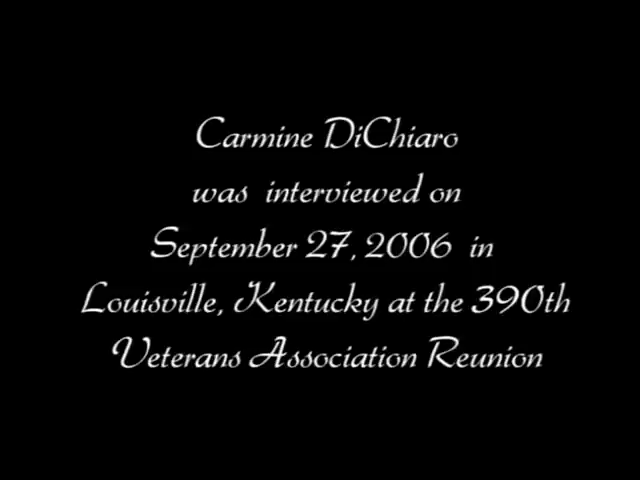 Carmine DiChiaro
was interviewed on
September 27, 2006 in
Louisville, Kentucky at the 390th
Veterans Association Reunion